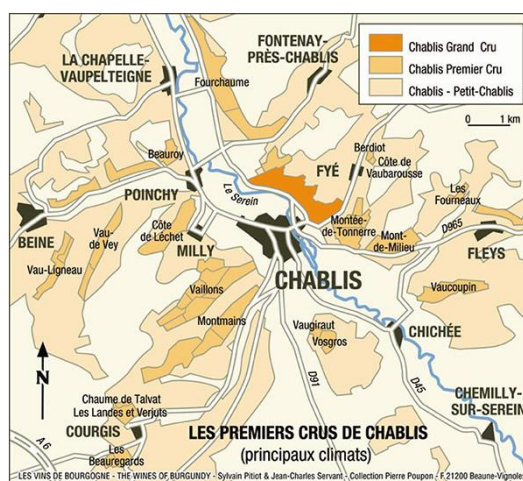 LA CHAPELLE-
VAUPELTEIGNE
FONTENAY-
PRÈS-CHABLIS
Chablis Grand Cru
Chablis Premier Cru
Chablis - Petit-Chablis
0 1 km
Fourchaume
Berdiot
Beauroy
FYÉ
Côte de
Vaubarousse
POINCHY
Le Serein
Les
Fourneaux
BEINE
Vau-
de Vey
Côte
de Léchet
MILLY
Montée-
de-Tonnerre
Mont-
de-Milieu
D965
FLEYS
Vau-Ligneau
CHABLIS
Vaillons
Vaucoupin
Montmains
Vaugiraut
Vosgros
CHICHÉE
N
D91
D45
CHEMILLY-
SUR-SEREIN
Chaume de Talvat
Les Landes et Verjuts
COURGIS
A 6
Les
Beauregards
LES PREMIERS CRUS DE CHABLIS
(principaux climats)
LES VINS DE BOURGOGNE - THE WINES OF BURGUNDY - Sylvain Pitiot & Jean-Charles Servant - Collection Pierre Poupon - F.21200 Beaune-Vignoles